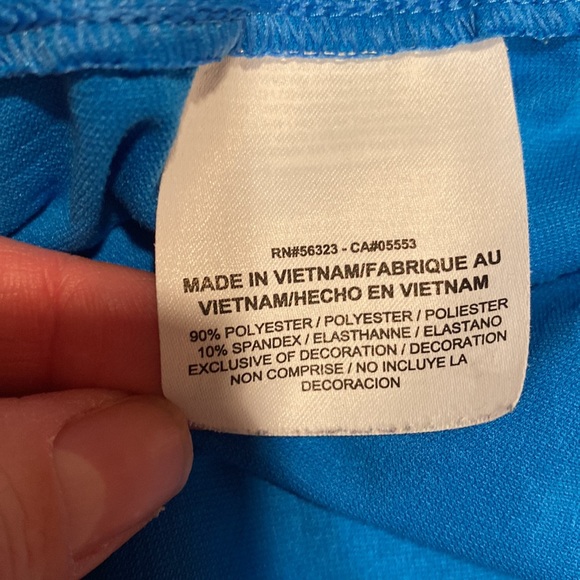 RN#56323 - CA#05553
MADE IN VIETNAM/FABRIQUE AU
VIETNAM/HECHO EN VIETNAM
90% POLYESTER / POLYESTER / POLIESTER
10% SPANDEX / ELASTHANNE / ELASTANO
EXCLUSIVE OF DECORATION / DECORATION
NON COMPRISE / NO INCLUYE LA
DECORACION